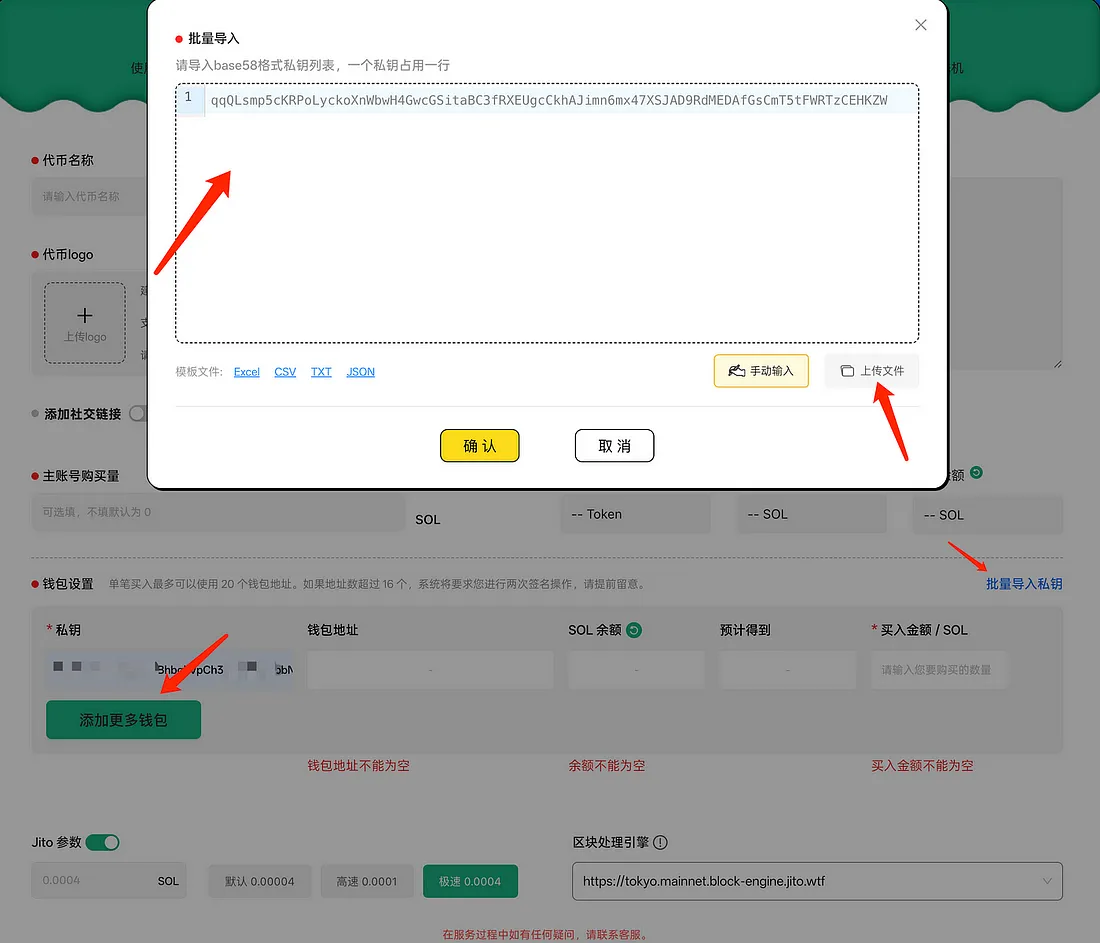 批量导入
请导入base58格式私钥列表，一个私钥占用一行
1 qqQLsmp5cKRPoLyckoXnWbwH4GwcGSitaBC3fRXEUgcCkhAJimn6mx47XSJAD9RdMEDAfGsCmT5tFWRTzCEHKZW
模板文件: Excel CSV TXT JSON 手动输入 上传文件
确认 取消
代币名称
请输入代币名称
代币logo
上传logo
添加社交链接
主账号购买量
可选填，不填默认为 0 SOL -- Token -- SOL -- SOL
钱包设置 单笔买入最多可以使用 20 个钱包地址。如果地址数超过 16 个，系统将要求您进行两次签名操作，请提前留意。 批量导入私钥
* 私钥 钱包地址 SOL 余额 预计得到 * 买入金额 / SOL
- - - 请输入您要购买的数量
添加更多钱包
钱包地址不能为空 余额不能为空 买入金额不能为空
Jito 参数 区块处理引擎
0.0004 SOL 默认 0.00004 高速 0.0001 极速 0.0004 https://tokyo.mainnet.block-engine.jito.wtf
在服务过程中如有任何疑问，请联系客服。